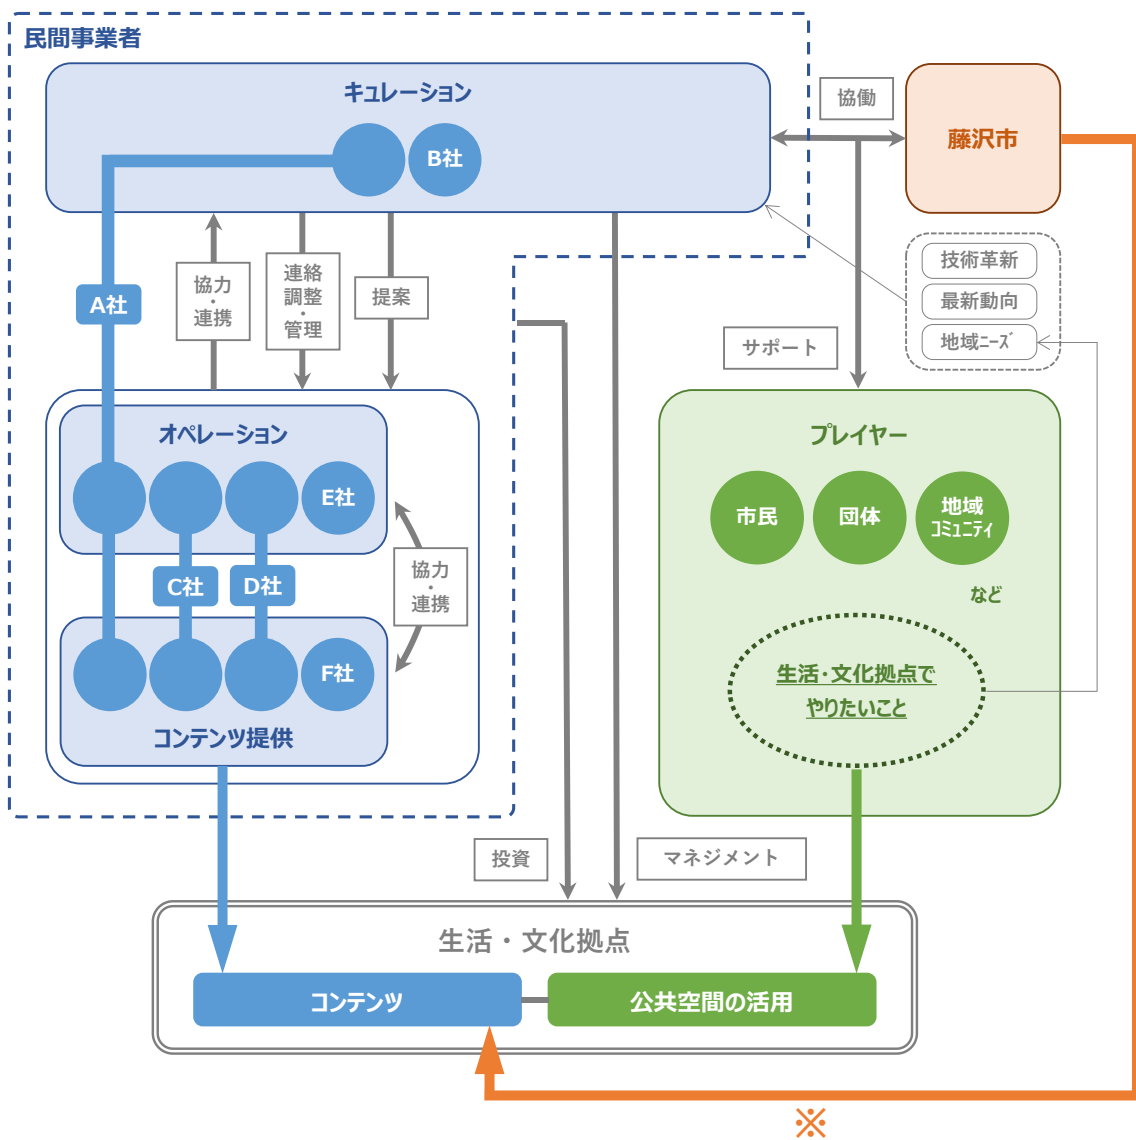 民間事業者
キュレーション
B社
協働
藤沢市
技術革新
最新動向
地域ニーズ
A社
協力
・
連携
連絡
調整
・
管理
提案
サポート
オペレーション
E社
C社
D社
協力
・
連携
F社
コンテンツ提供
プレイヤー
市民
団体
地域
コミュニティ
など
生活・文化拠点で
やりたいこと
投資
マネジメント
生活・文化拠点
コンテンツ
公共空間の活用
※